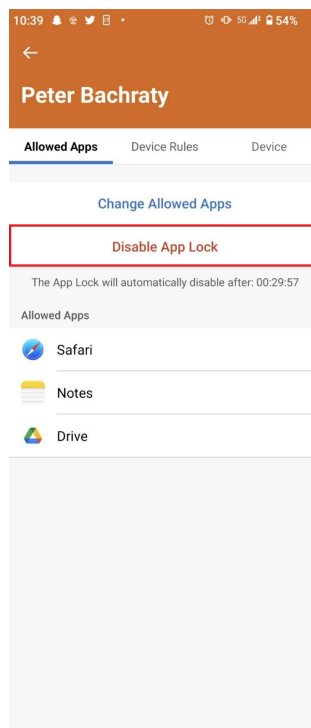 10:39 5G 54%
Peter Bachraty
Allowed Apps Device Rules Device
Change Allowed Apps
Disable App Lock
The App Lock will automatically disable after: 00:29:57
Allowed Apps
Safari
Notes
Drive